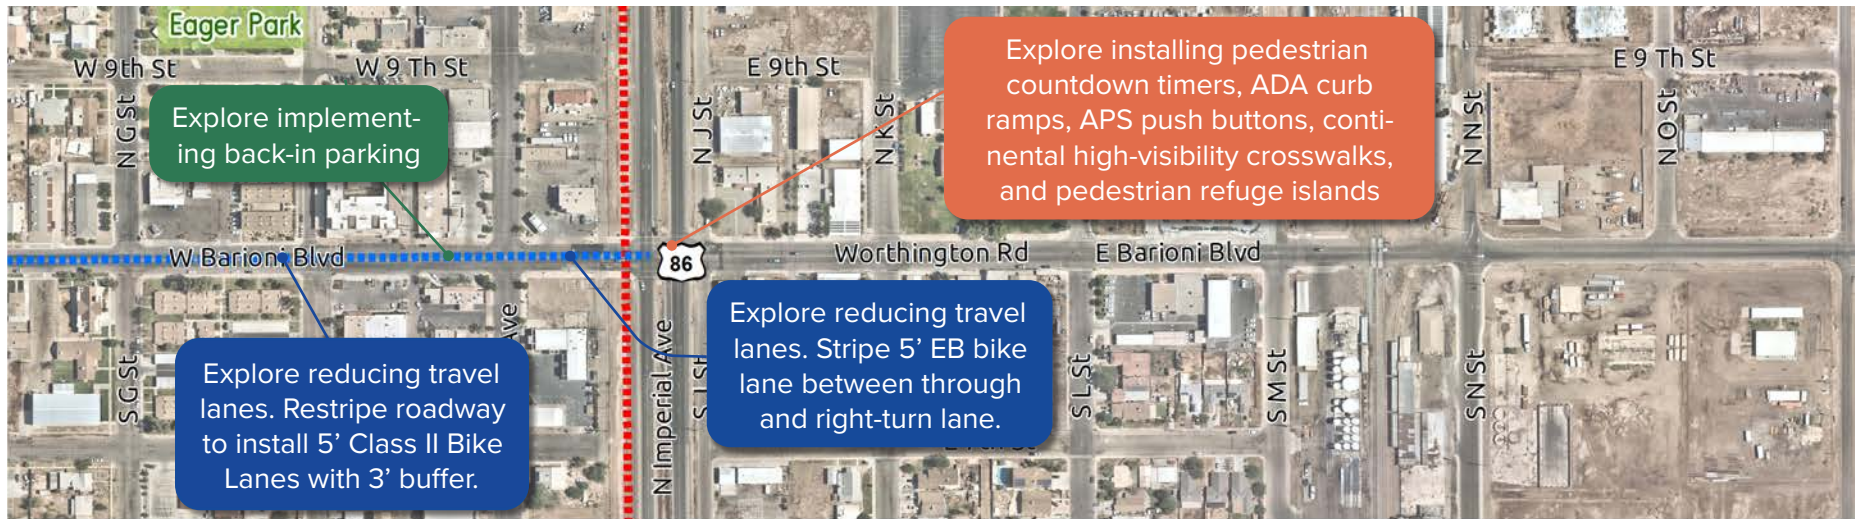 Eager Park
W 9th St
W 9 Th St
E 9th St
E 9 Th St
N G St
N J St
N K St
N N St
N O St
Explore implement-
ing back-in parking
Explore installing pedestrian
countdown timers, ADA curb
ramps, APS push buttons, conti-
nental high-visibility crosswalks,
and pedestrian refuge islands
W Barioni Blvd
86
Worthington Rd
E Barioni Blvd
Explore reducing travel
lanes. Restripe roadway
to install 5’ Class II Bike
Lanes with 3’ buffer.
Explore reducing travel
lanes. Stripe 5’ EB bike
lane between through
and right-turn lane.
S G St
Ave
N Imperial Ave
S L St
S M St
S N St